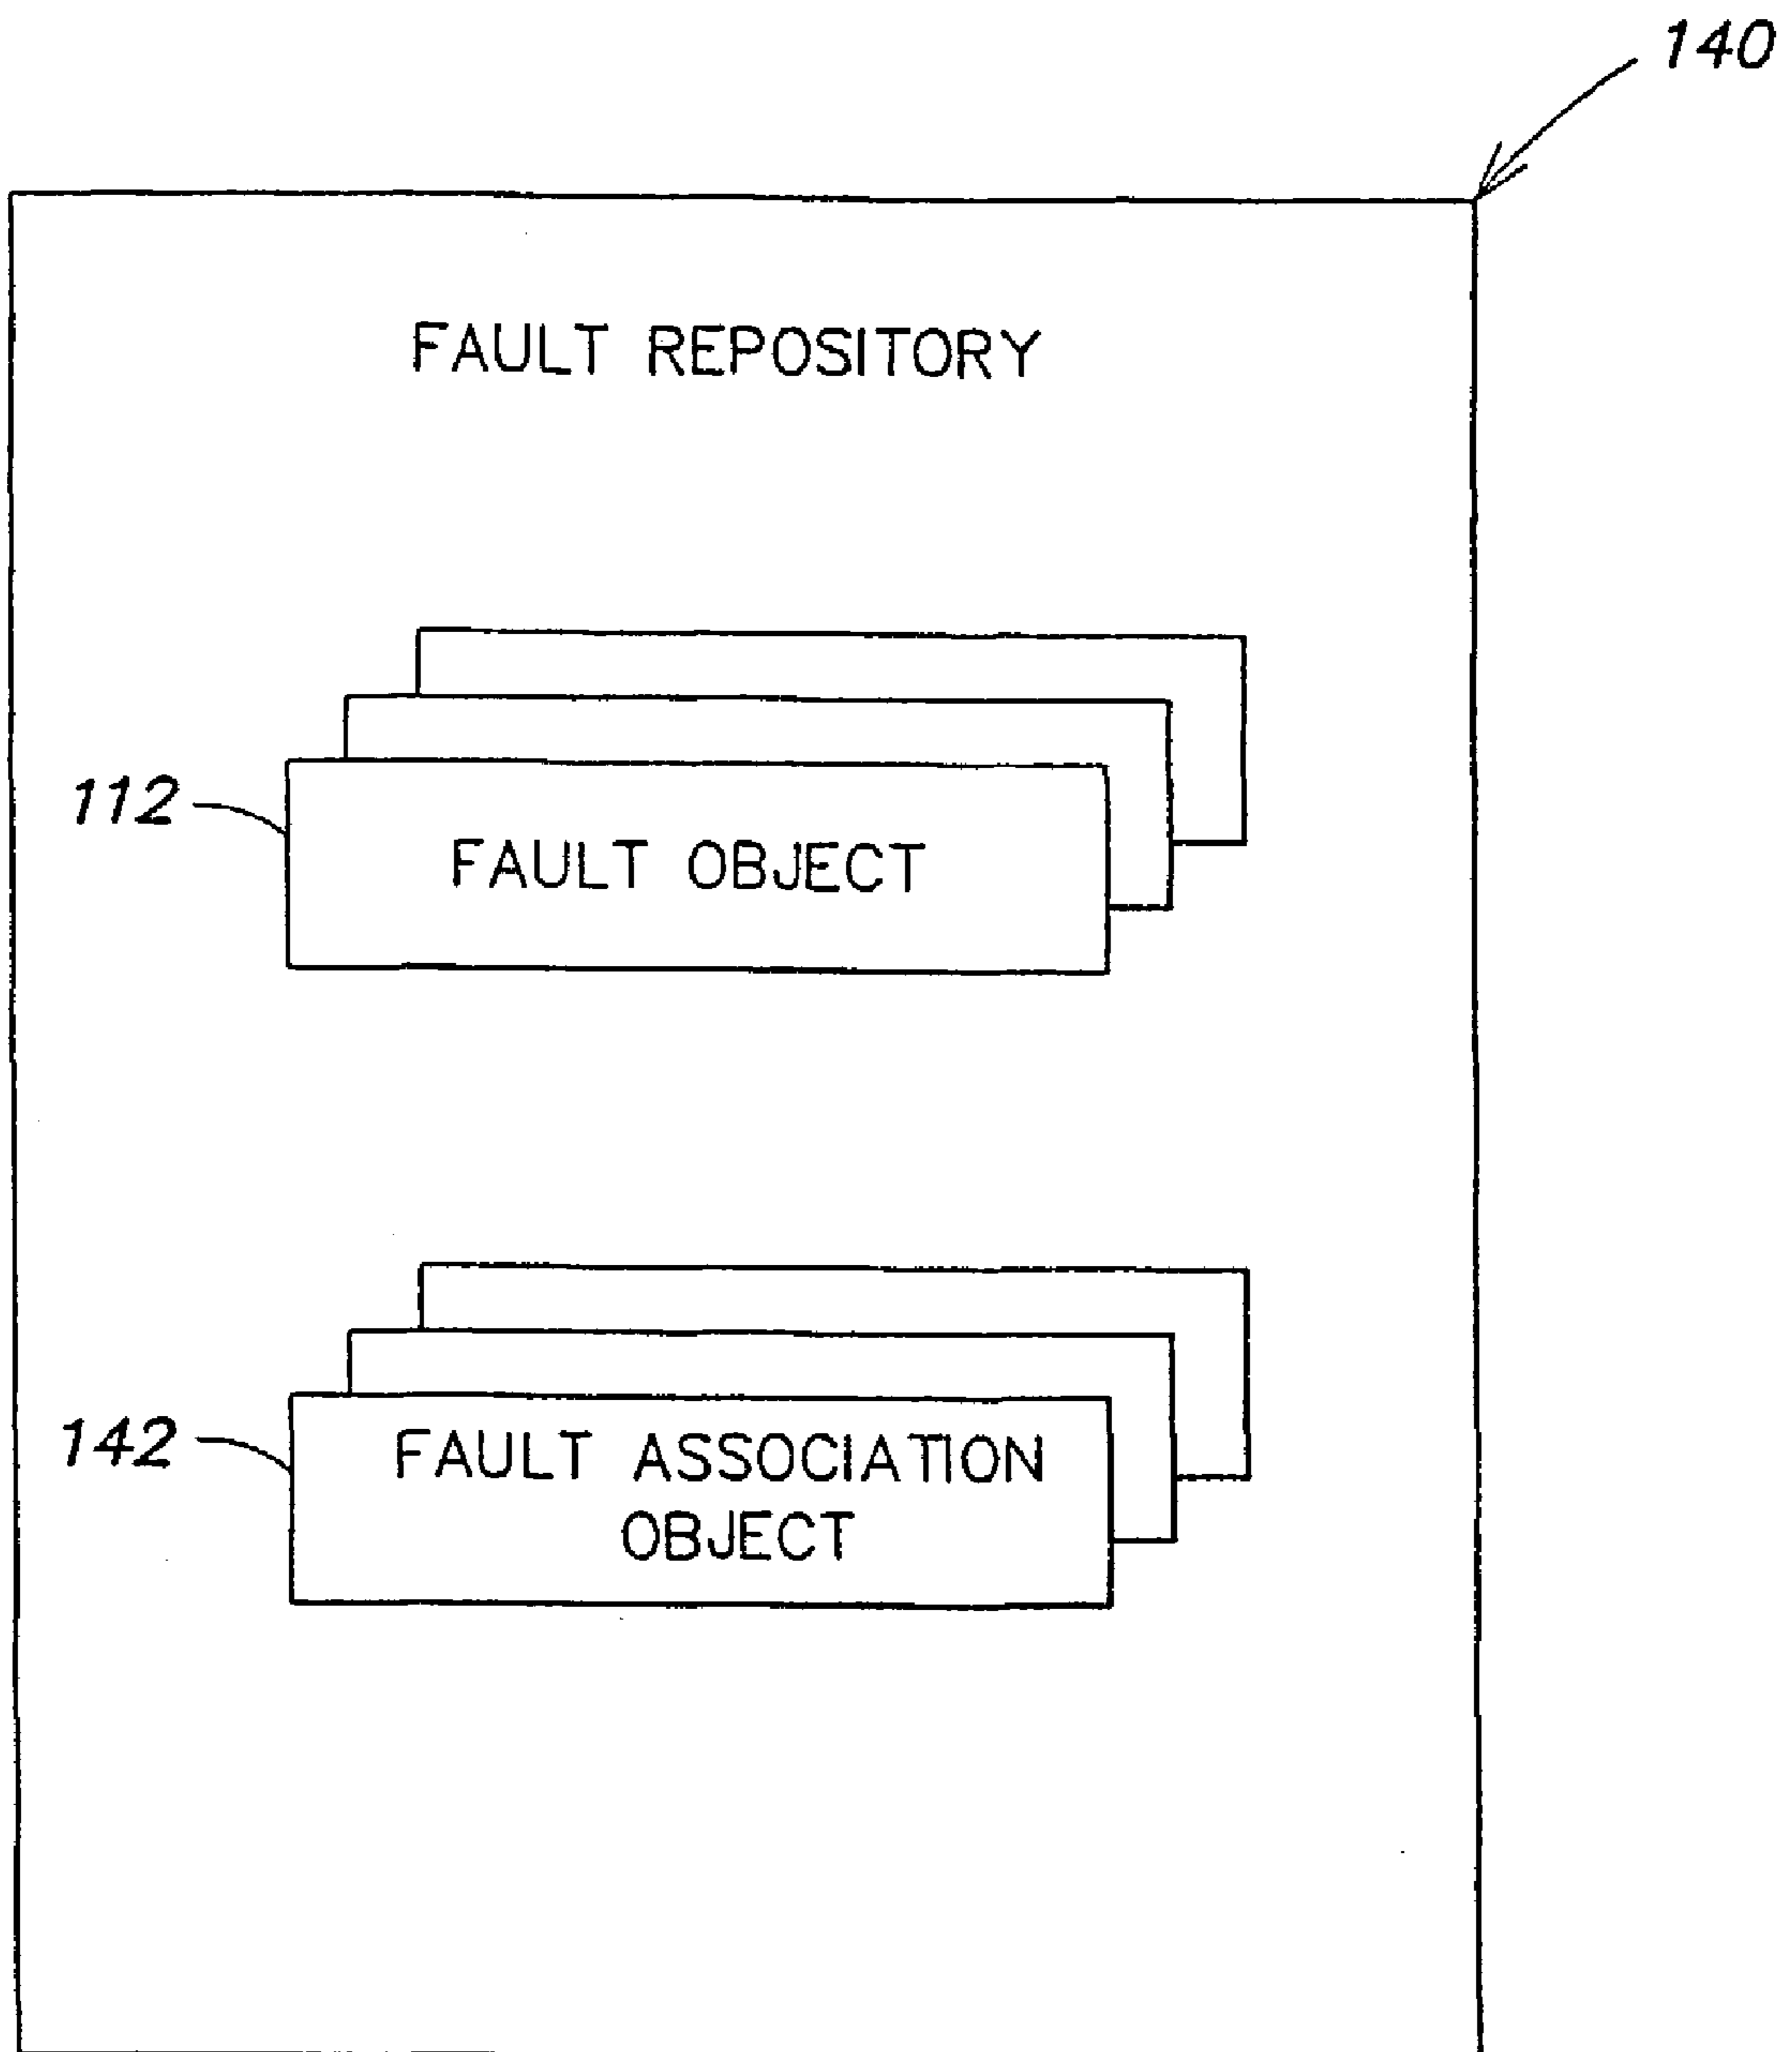 140
FAULT REPOSITORY
112
FAULT OBJECT
142
FAULT ASSOCIATION
OBJECT